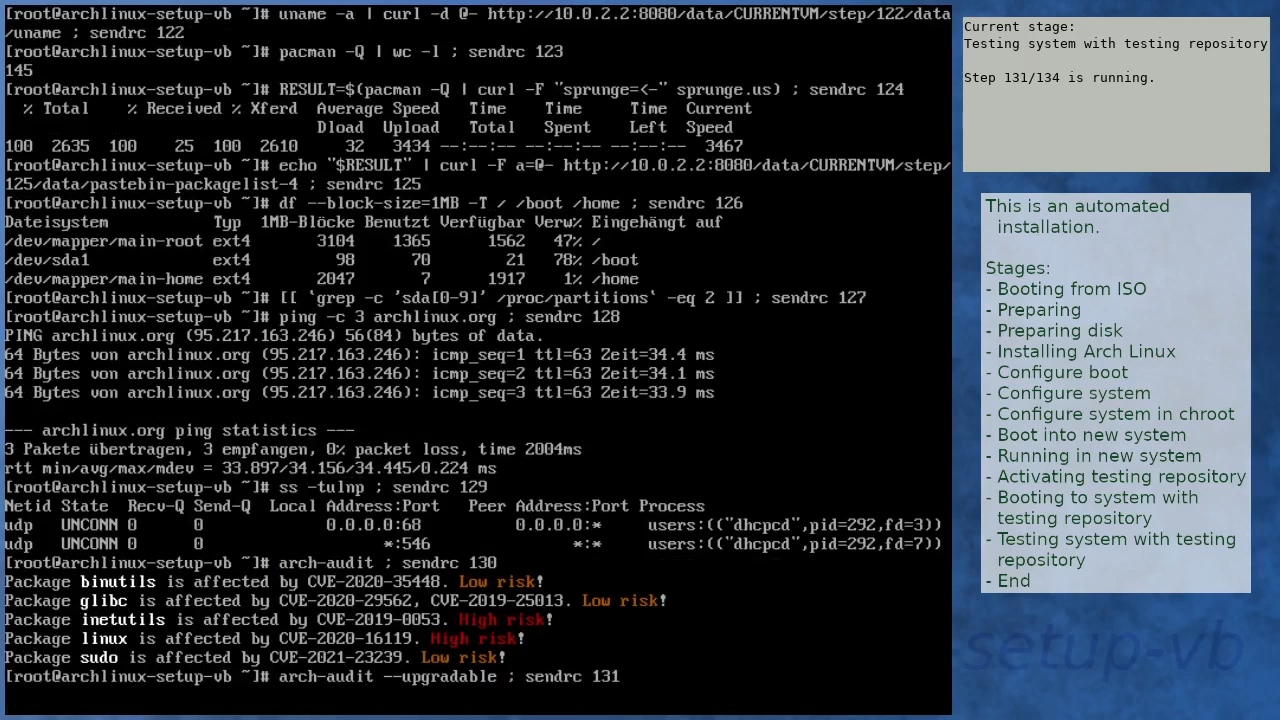 [root@archlinux-setup-vb ~]# uname -a | curl -d @- http://10.0.2.2:8080/data/CURRENTVM/step/122/data
/uname ; sendrc 122
[root@archlinux-setup-vb ~]# pacman -Q | wc -l ; sendrc 123
145
[root@archlinux-setup-vb ~]# RESULT=$(pacman -Q | curl -F "sprunge=<-" sprunge.us) ; sendrc 124
  % Total    % Received % Xferd  Average Speed   Time    Time     Time  Current
                                 Dload  Upload   Total   Spent    Left  Speed
100  2635  100    25  100  2610     32   3434 --:--:-- --:--:-- --:--:--  3467
[root@archlinux-setup-vb ~]# echo "$RESULT" | curl -F a=@- http://10.0.2.2:8080/data/CURRENTVM/step/
125/data/pastebin-packagelist-4 ; sendrc 125
[root@archlinux-setup-vb ~]# df --block-size=1MB -T / /boot /home ; sendrc 126
Dateisystem           Typ  1MB-Blöcke Benutzt Verfügbar Verw% Eingehängt auf
/dev/mapper/main-root ext4       3104    1365      1562   47% /
/dev/sda1             ext4         98      70        21   78% /boot
/dev/mapper/main-home ext4       2047       7      1917    1% /home
[root@archlinux-setup-vb ~]# [[ `grep -c 'sda[0-9]' /proc/partitions` -eq 2 ]] ; sendrc 127
[root@archlinux-setup-vb ~]# ping -c 3 archlinux.org ; sendrc 128
PING archlinux.org (95.217.163.246) 56(84) bytes of data.
64 Bytes von archlinux.org (95.217.163.246): icmp_seq=1 ttl=63 Zeit=34.4 ms
64 Bytes von archlinux.org (95.217.163.246): icmp_seq=2 ttl=63 Zeit=34.1 ms
64 Bytes von archlinux.org (95.217.163.246): icmp_seq=3 ttl=63 Zeit=33.9 ms
--- archlinux.org ping statistics ---
3 Pakete übertragen, 3 empfangen, 0% packet loss, time 2004ms
rtt min/avg/max/mdev = 33.897/34.156/34.445/0.224 ms
[root@archlinux-setup-vb ~]# ss -tulnp ; sendrc 129
Netid State  Recv-Q Send-Q  Local Address:Port   Peer Address:Port Process
udp   UNCONN 0      0             0.0.0.0:68          0.0.0.0:*     users:(("dhcpcd",pid=292,fd=3))
udp   UNCONN 0      0                   *:546               *:*     users:(("dhcpcd",pid=292,fd=7))
[root@archlinux-setup-vb ~]# arch-audit ; sendrc 130
Package binutils is affected by CVE-2020-35448. Low risk!
Package glibc is affected by CVE-2020-29562, CVE-2019-25013. Low risk!
Package inetutils is affected by CVE-2019-0053. High risk!
Package linux is affected by CVE-2020-16119. High risk!
Package sudo is affected by CVE-2021-23239. Low risk!
[root@archlinux-setup-vb ~]# arch-audit --upgradable ; sendrc 131
Current stage:
Testing system with testing repository
Step 131/134 is running.
This is an automated
installation.
Stages:
- Booting from ISO
- Preparing
- Preparing disk
- Installing Arch Linux
- Configure boot
- Configure system
- Configure system in chroot
- Boot into new system
- Running in new system
- Activating testing repository
- Booting to system with
testing repository
- Testing system with testing
repository
- End
setup-vb